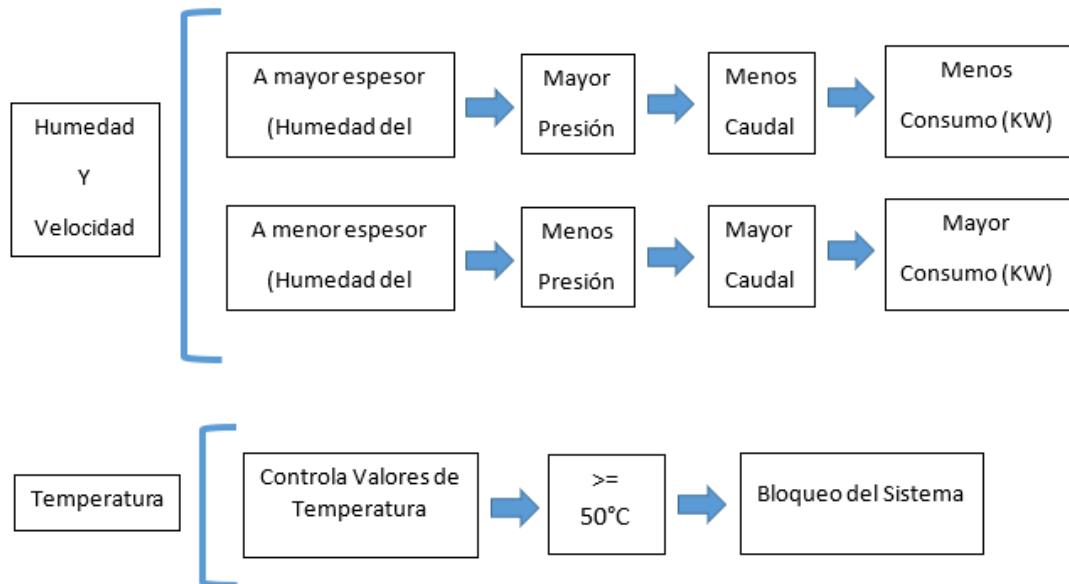 Humedad
Y
Velocidad
A mayor espesor
(Humedad del
Mayor
Presión
Menos
Caudal
Menos
Consumo (KW)
A menor espesor
(Humedad del
Menos
Presión
Mayor
Caudal
Mayor
Consumo (KW)
Temperatura
Controla Valores de
Temperatura
>=
50°C
Bloqueo del Sistema